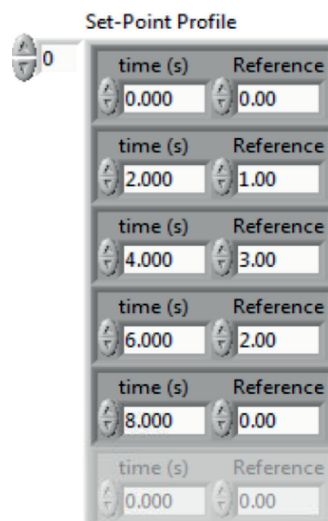 Set-Point Profile
0
time (s) Reference
0.000 0.00
time (s) Reference
2.000 1.00
time (s) Reference
4.000 3.00
time (s) Reference
6.000 2.00
time (s) Reference
8.000 0.00
time (s) Reference
0.000 0.00